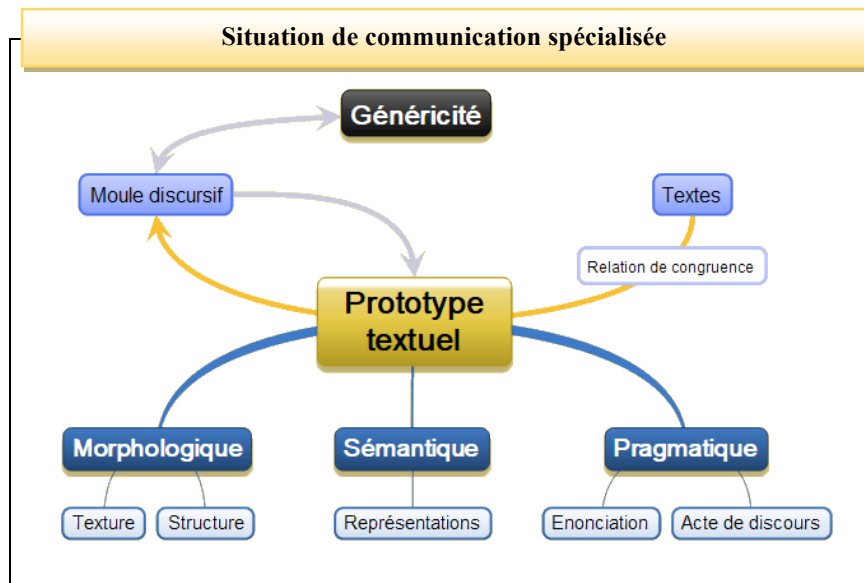 Situation de communication spécialisée
Généricité
Moule discursif
Textes
Relation de congruence
Prototype
textuel
Morphologique
Sémantique
Pragmatique
Texture
Structure
Représentations
Enonciation
Acte de discours